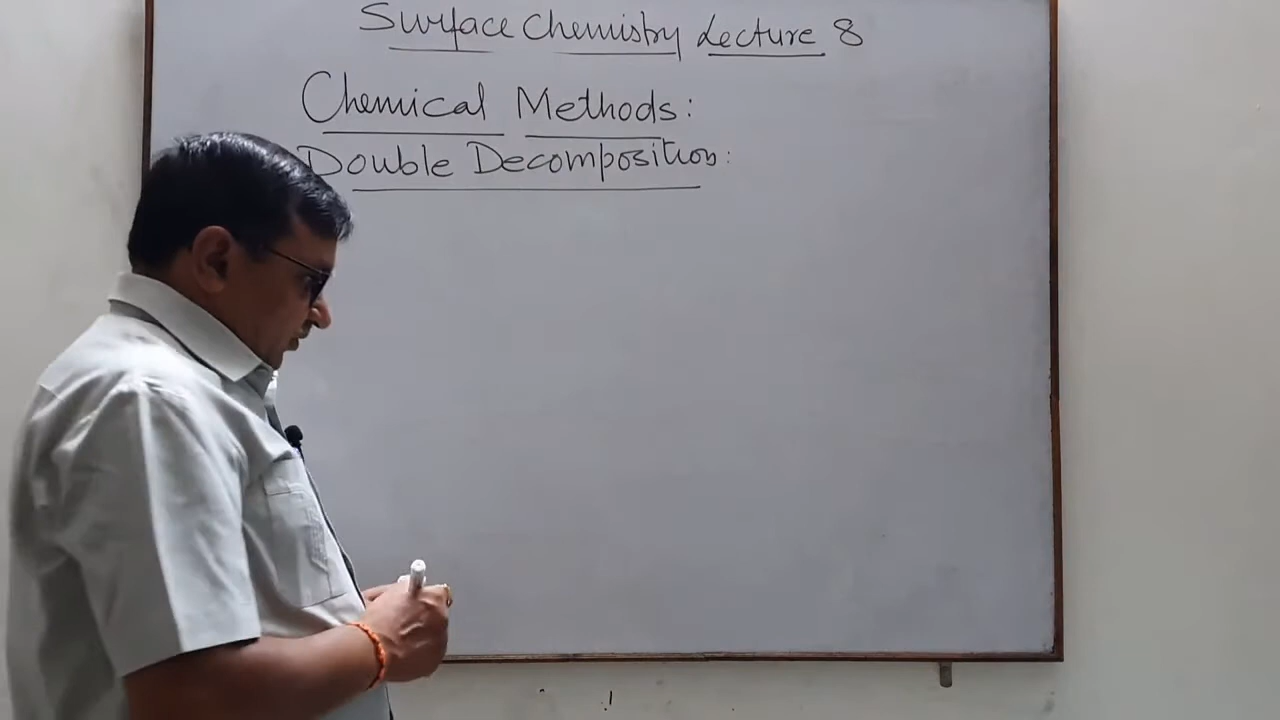 Surface Chemistry Lecture 8
Chemical Methods:
Double Decomposition: